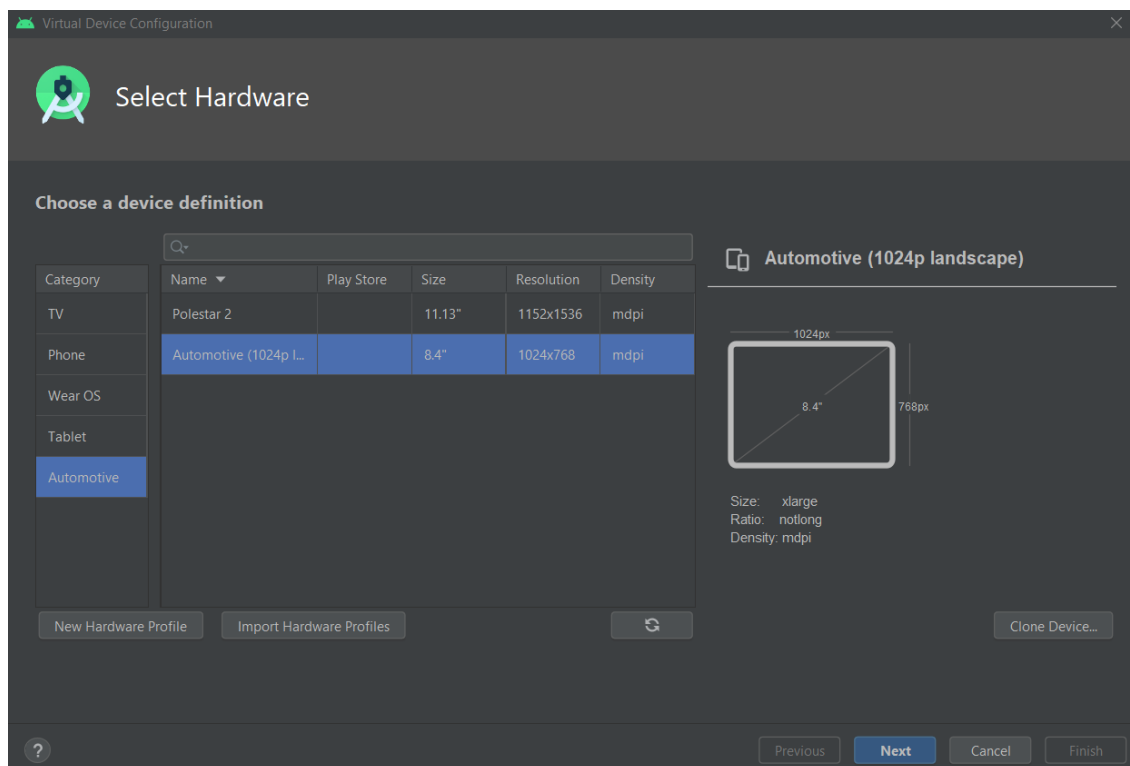 Virtual Device Configuration
Select Hardware
Choose a device definition
Category
TV
Phone
Wear OS
Tablet
Automotive
Name Play Store Size Resolution Density
Polestar 2 11.13" 1152x1536 mdpi
Automotive (1024p l... 8.4" 1024x768 mdpi
New Hardware Profile
Import Hardware Profiles
Automotive (1024p landscape)
1024px
8.4"
768px
Size: xlarge
Ratio: notlong
Density: mdpi
Clone Device...
?
Previous
Next
Cancel
Finish